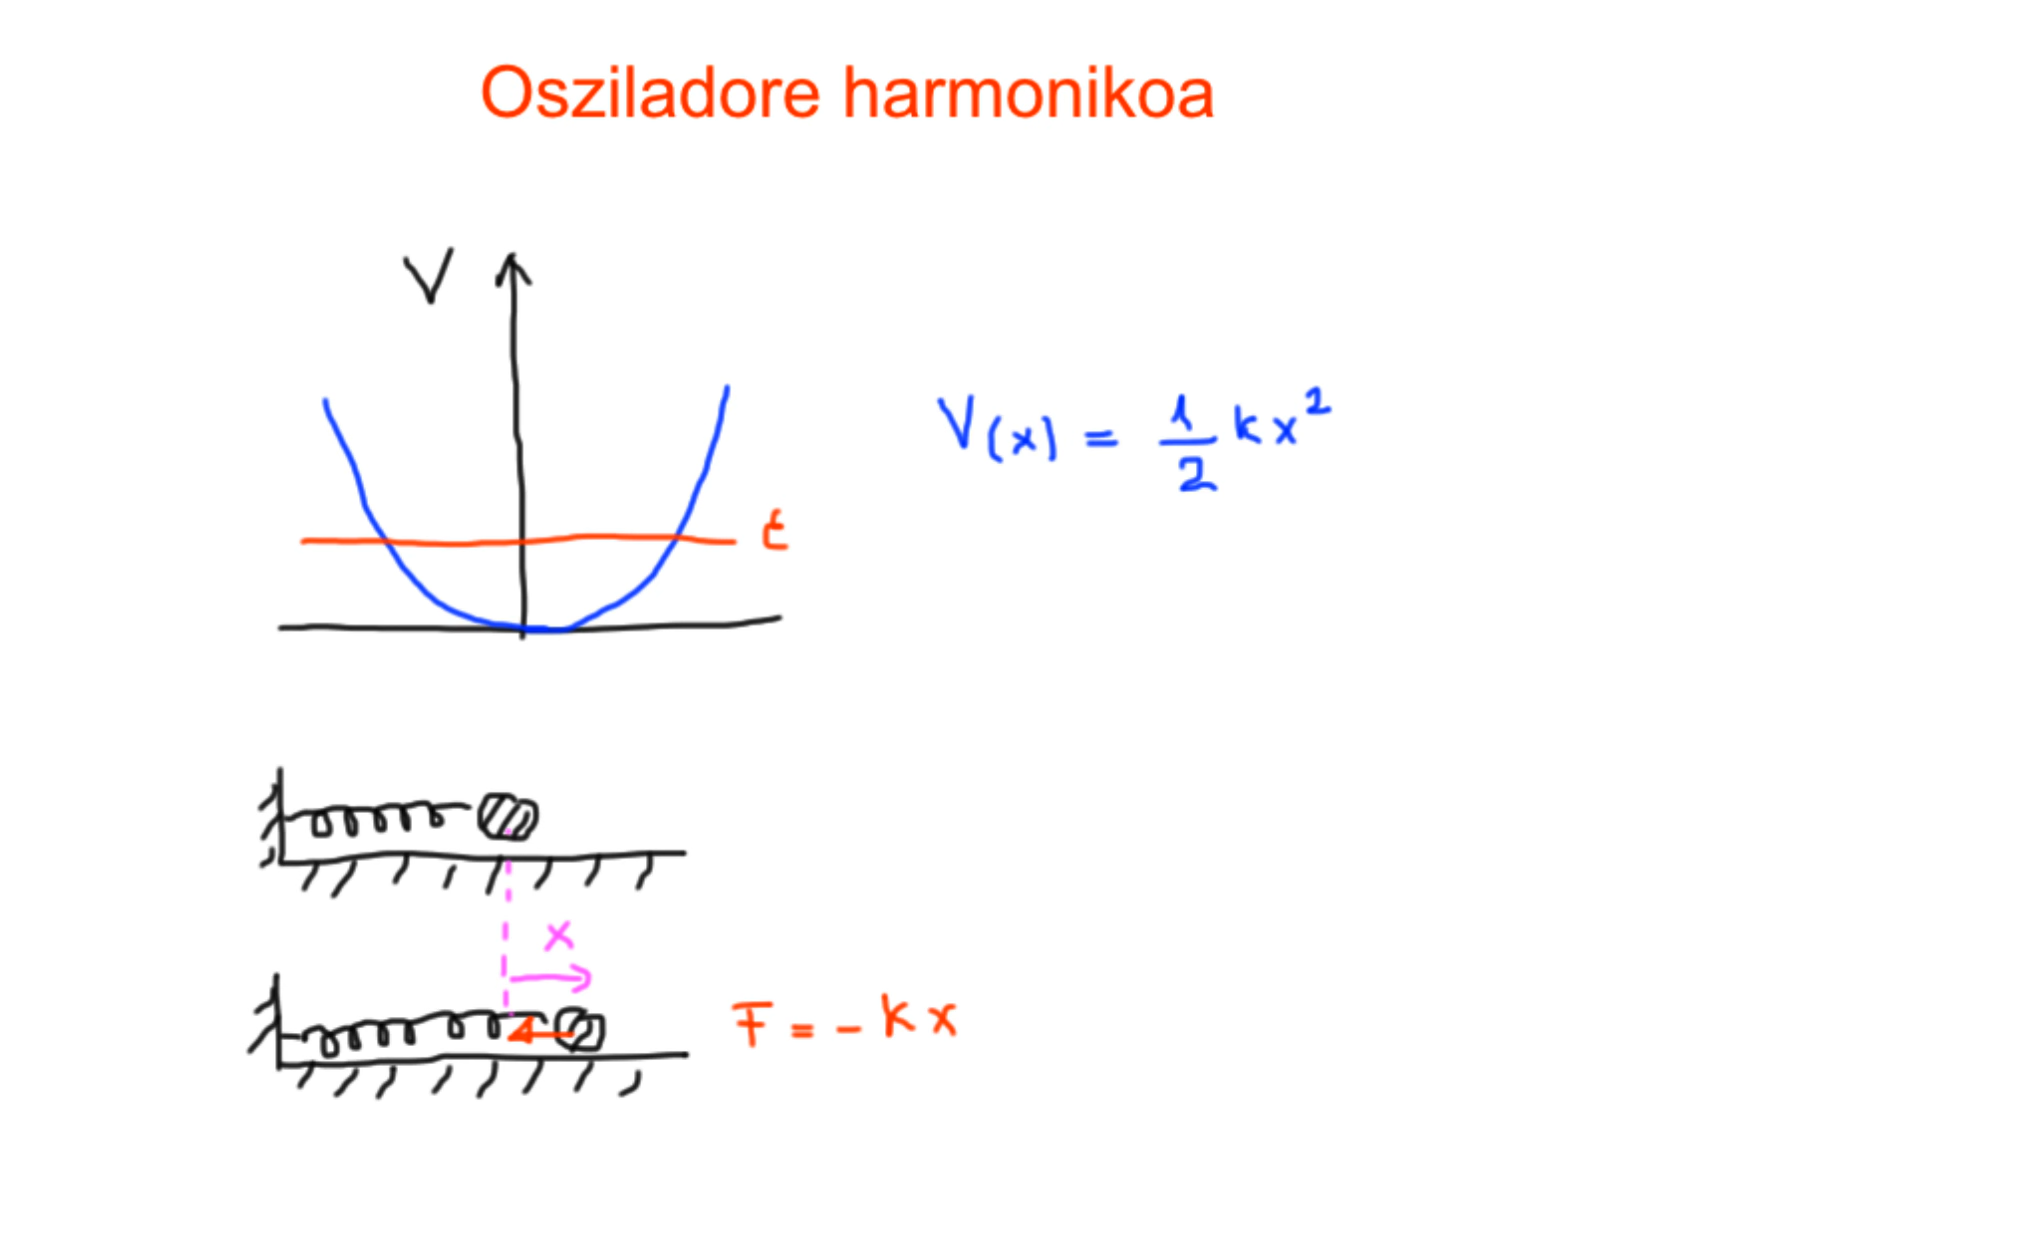 Osziladore harmonikoa
V
V(x) = 1/2 kx²
E
x
F = - kx